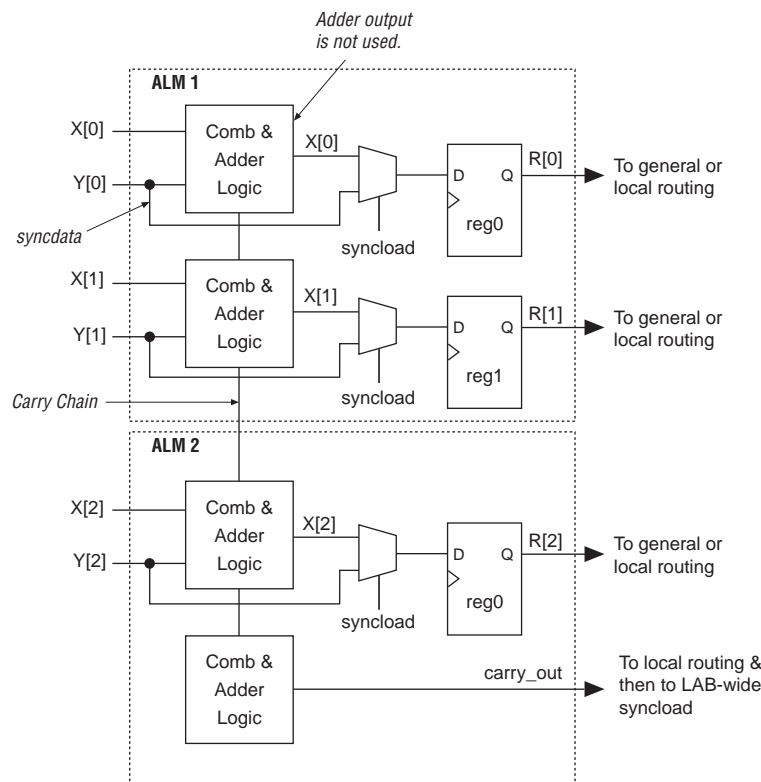 Adder output
is not used.
ALM 1
X[0]
Comb &
Adder
Logic
X[0]
Y[0]
syncdata
syncload
D
Q
reg0
R[0]
To general or
local routing
X[1]
Comb &
Adder
Logic
X[1]
Y[1]
syncload
D
Q
reg1
R[1]
To general or
local routing
Carry Chain
ALM 2
X[2]
Comb &
Adder
Logic
X[2]
Y[2]
syncload
D
Q
reg0
R[2]
To general or
local routing
Comb &
Adder
Logic
carry_out
To local routing &
then to LAB-wide
syncload